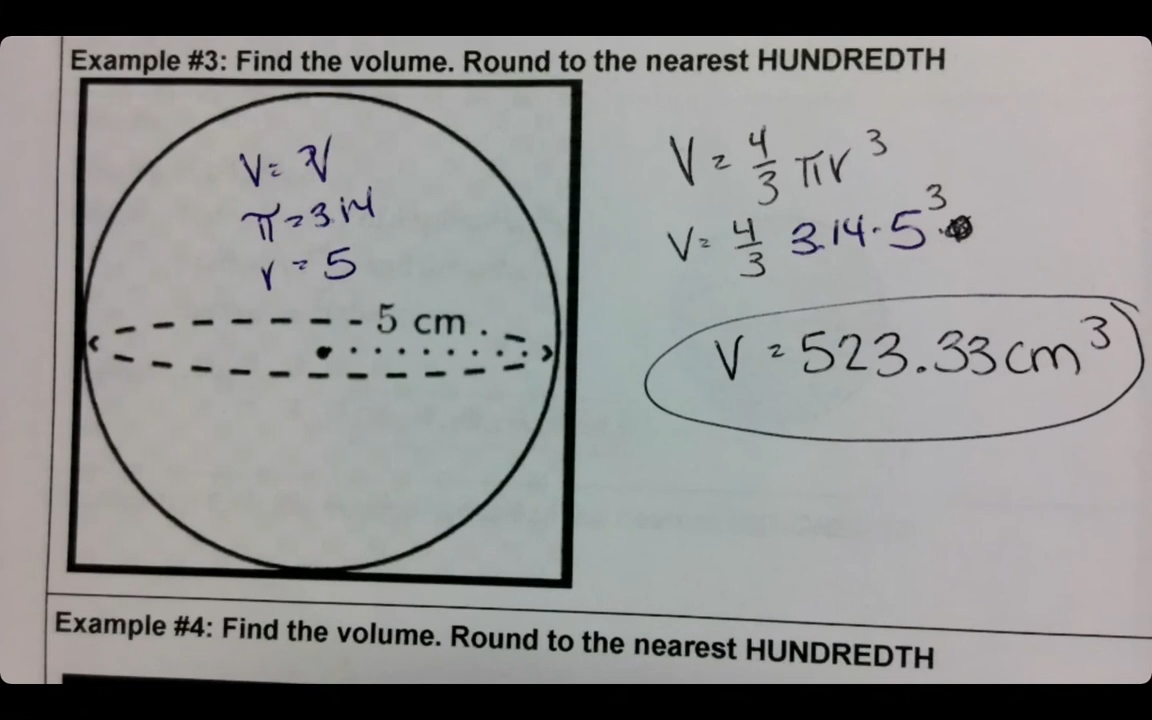 Example #3: Find the volume. Round to the nearest HUNDREDTH
V = V
π = 3.14
r = 5
5 cm .
V = 4/3 πr³
V = 4/3 3.14 · 5³ ·
V = 523.33 cm³
Example #4: Find the volume. Round to the nearest HUNDREDTH